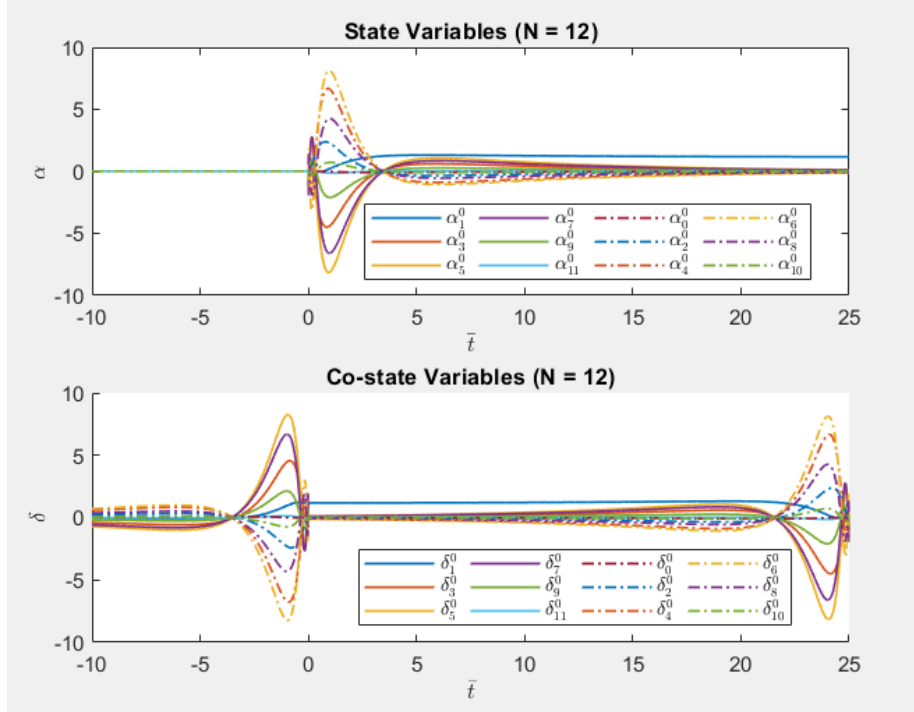 State Variables (N = 12)
10
5
0
-5
-10
α
α₁⁰ α₇⁰ α₀⁰ α₆⁰
α₃⁰ α₉⁰ α₂⁰ α₈⁰
α₅⁰ α₁₁⁰ α₄⁰ α₁₀⁰
-10 -5 0 5 10 15 20 25
t̄
Co-state Variables (N = 12)
10
5
0
-5
-10
δ
δ₁⁰ δ₇⁰ δ₀⁰ δ₆⁰
δ₃⁰ δ₉⁰ δ₂⁰ δ₈⁰
δ₅⁰ δ₁₁⁰ δ₄⁰ δ₁₀⁰
-10 -5 0 5 10 15 20 25
t̄